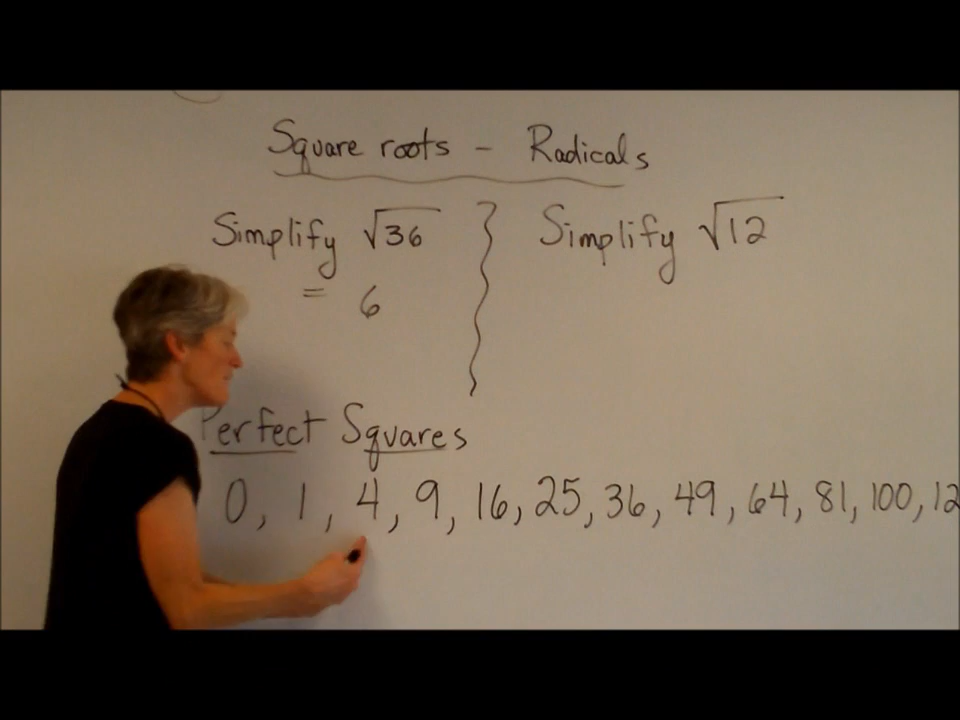 Square roots - Radicals
Simplify √36
= 6
Simplify √12
Perfect Squares
0, 1, 4, 9, 16, 25, 36, 49, 64, 81, 100, 12